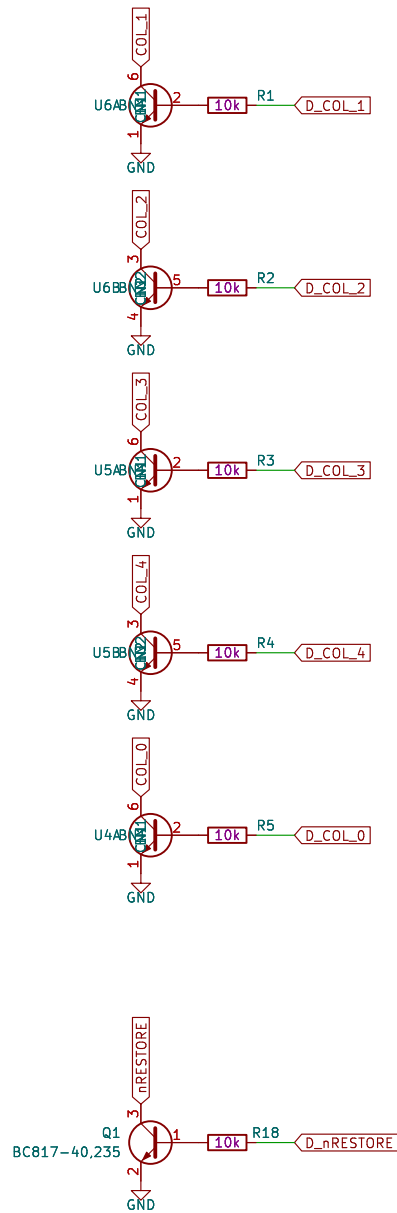 COL_1
6
U6A
2
10k
R1
D_COL_1
1
GND
COL_2
3
U6B
5
10k
R2
D_COL_2
4
GND
COL_3
6
U5A
2
10k
R3
D_COL_3
1
GND
COL_4
3
U5B
5
10k
R4
D_COL_4
4
GND
COL_0
6
U4A
2
10k
R5
D_COL_0
1
GND
nRESTORE
3
Q1
BC817-40,235
1
10k
R18
D_nRESTORE
2
GND